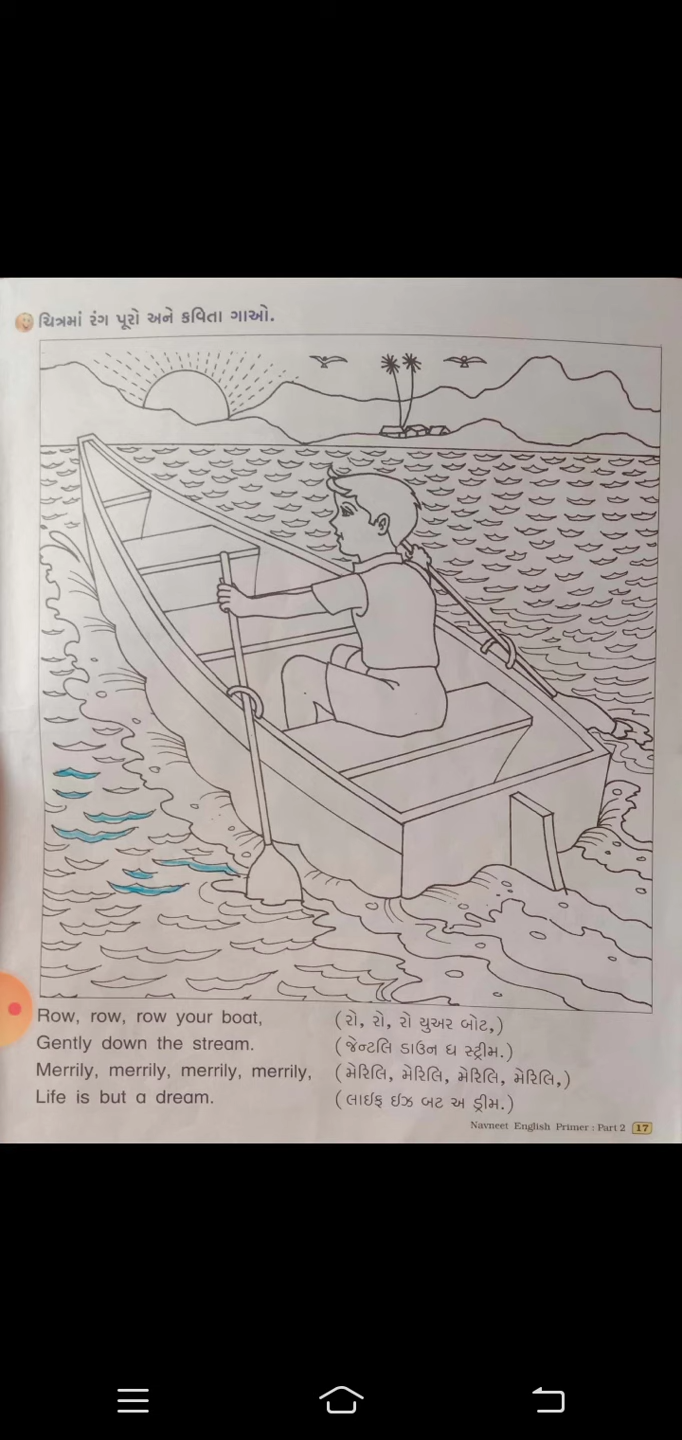 ચિત્રમાં રંગ પૂરો અને કવિતા ગાઓ.
Row, row, row your boat,
(રો, રો, રો યુઅર બોટ,)
Gently down the stream.
(જેન્ટલિ ડાઉન ધ સ્ટ્રીમ.)
Merrily, merrily, merrily, merrily,
(મેરિલિ, મેરિલિ, મેરિલિ, મેરિલિ,)
Life is but a dream.
(લાઇફ ઇઝ બટ અ ડ્રીમ.)
Navneet English Primer : Part 2 17